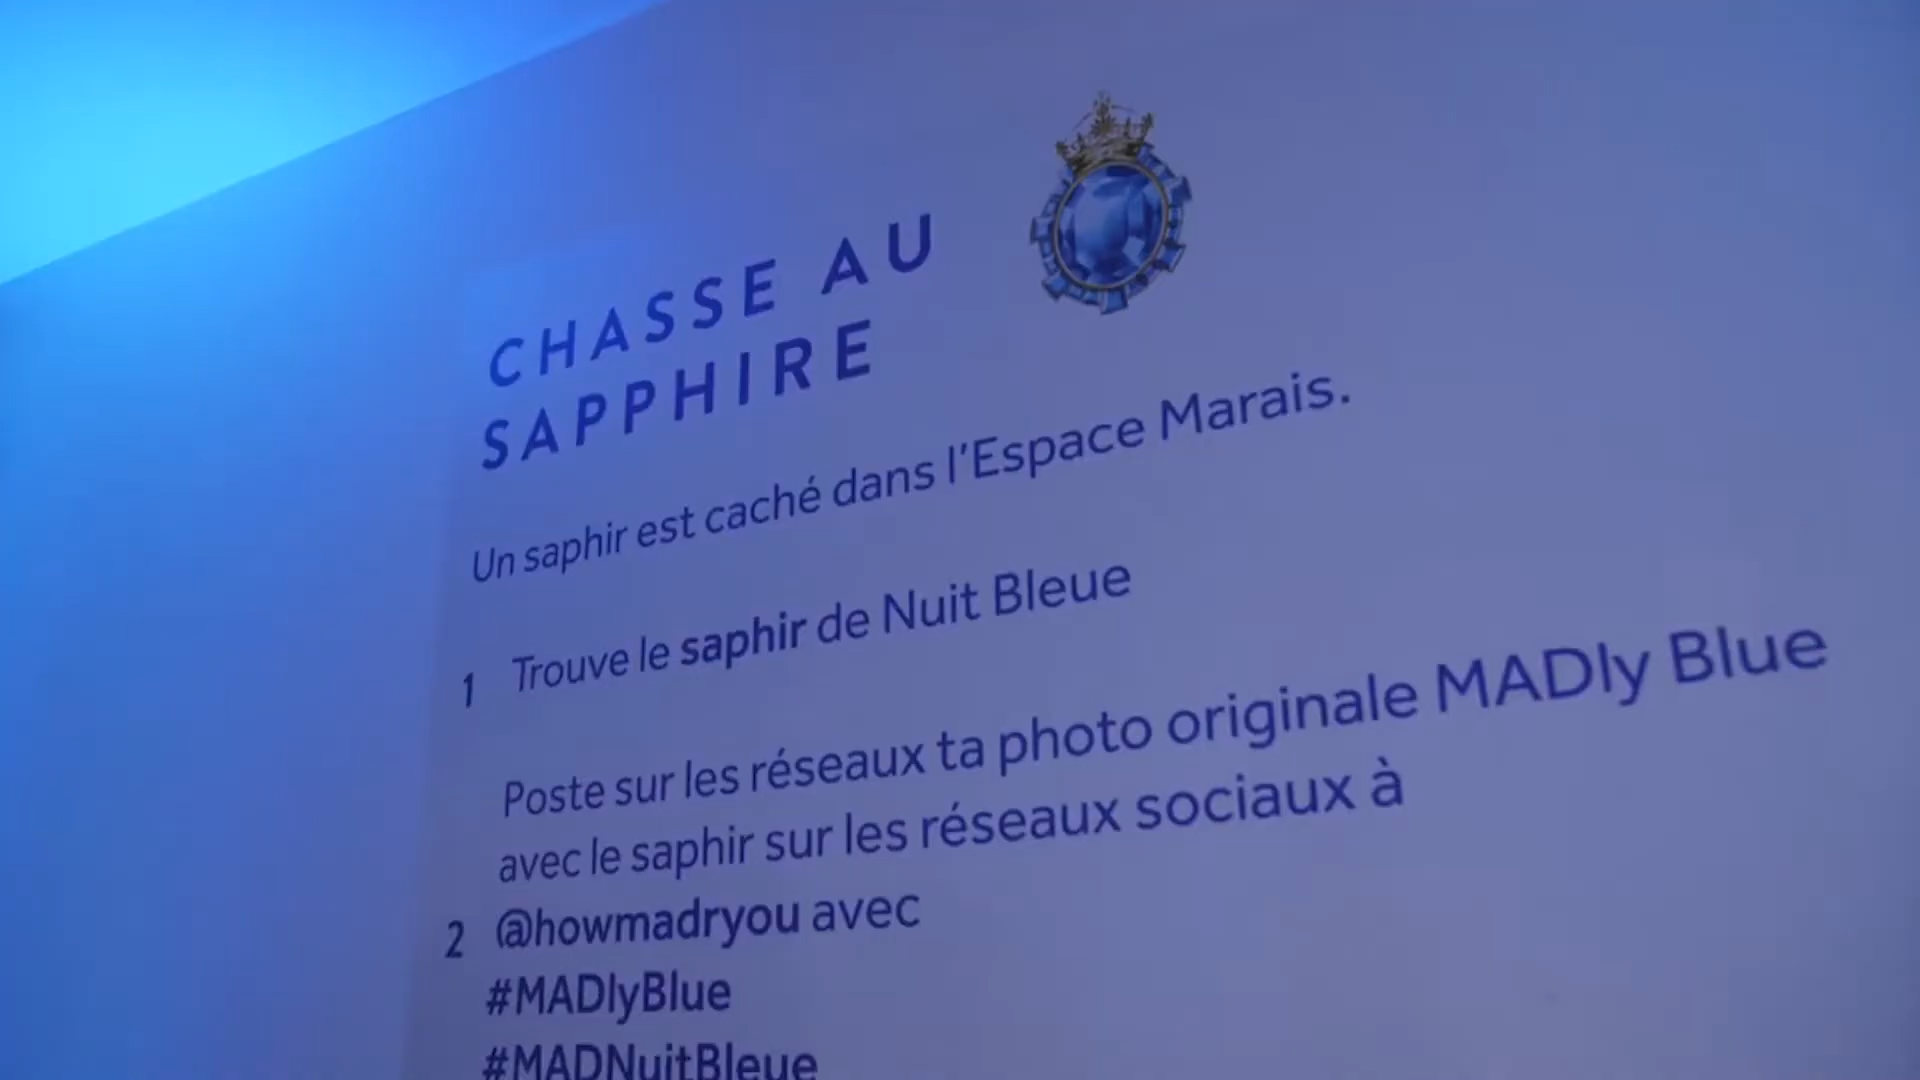 CHASSE AU
SAPPHIRE
Un saphir est caché dans l'Espace Marais.
1 Trouve le saphir de Nuit Bleue
Poste sur les réseaux ta photo originale MADly Blue
avec le saphir sur les réseaux sociaux à
2 @howmadryou avec
#MADlyBlue
#MADNuitBleue